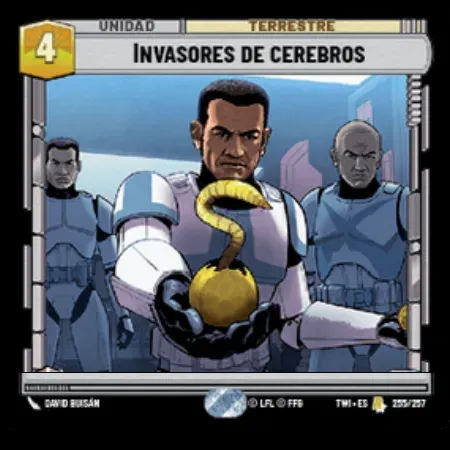 UNIDAD
TERRESTRE
4
INVASORES DE CEREBROS
DAVID BUISÁN
© LFL © FFG
TWI • ES
255/257